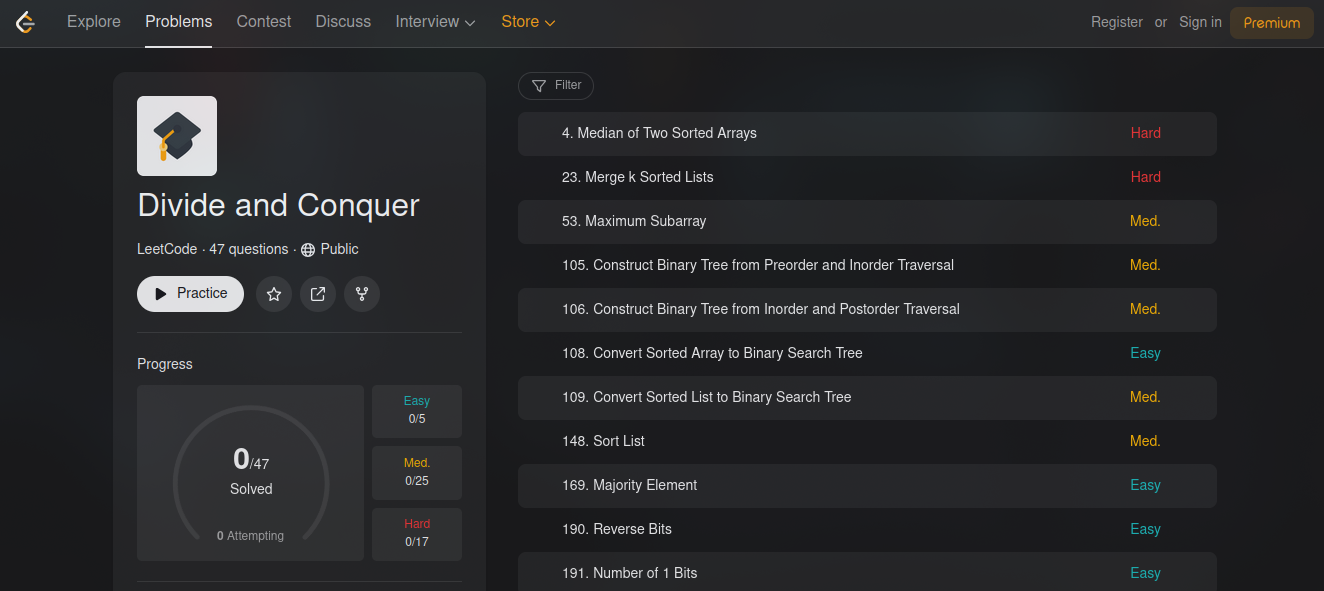 Explore Problems Contest Discuss Interview Store Register or Sign in Premium
Divide and Conquer
LeetCode · 47 questions · Public
Practice
Progress
0/47
Solved
0 Attempting
Easy
0/5
Med.
0/25
Hard
0/17
Filter
4. Median of Two Sorted Arrays Hard
23. Merge k Sorted Lists Hard
53. Maximum Subarray Med.
105. Construct Binary Tree from Preorder and Inorder Traversal Med.
106. Construct Binary Tree from Inorder and Postorder Traversal Med.
108. Convert Sorted Array to Binary Search Tree Easy
109. Convert Sorted List to Binary Search Tree Med.
148. Sort List Med.
169. Majority Element Easy
190. Reverse Bits Easy
191. Number of 1 Bits Easy